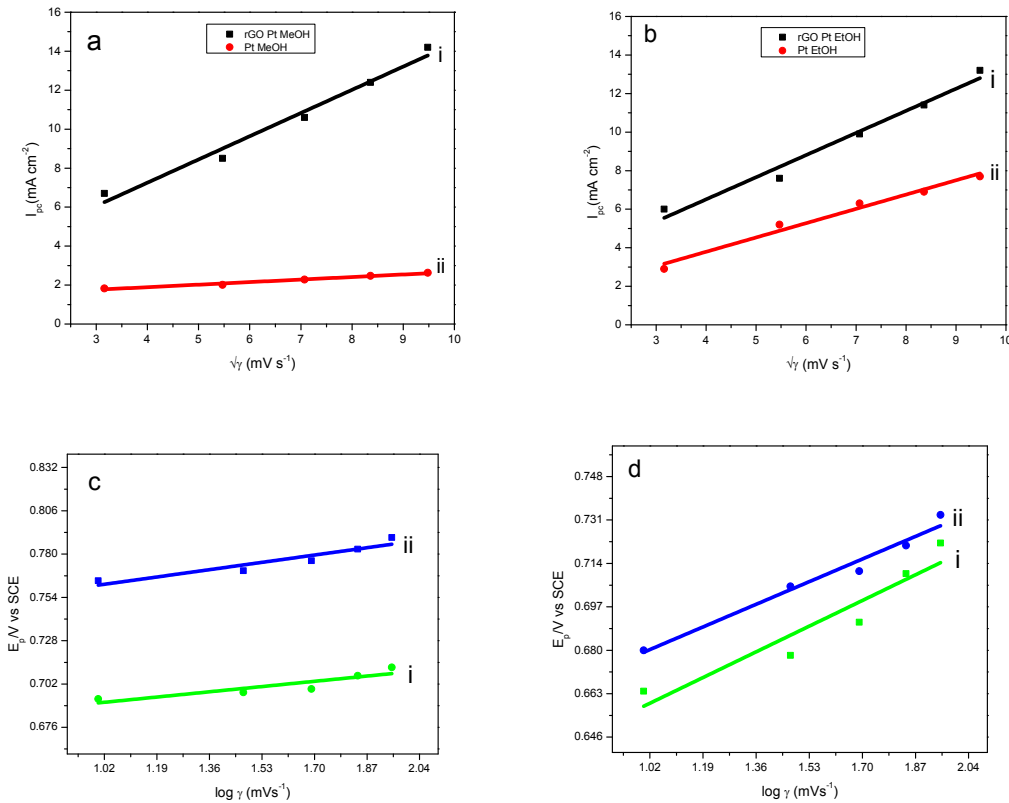 a
rGO Pt MeOH
Pt MeOH
i
ii
16
14
12
10
8
6
4
2
0
I_pc(mA cm⁻²)
3 4 5 6 7 8 9 10
√γ (mV s⁻¹)
b
rGO Pt EtOH
Pt EtOH
i
ii
16
14
12
10
8
6
4
2
0
I_pc(mA cm⁻²)
3 4 5 6 7 8 9 10
√γ (mV s⁻¹)
c
ii
i
0.832
0.806
0.780
0.754
0.728
0.702
0.676
E_p/V vs SCE
1.02 1.19 1.36 1.53 1.70 1.87 2.04
log γ (mVs⁻¹)
d
ii
i
0.748
0.731
0.714
0.697
0.680
0.663
0.646
E_p/V vs SCE
1.02 1.19 1.36 1.53 1.70 1.87 2.04
log γ (mVs⁻¹)